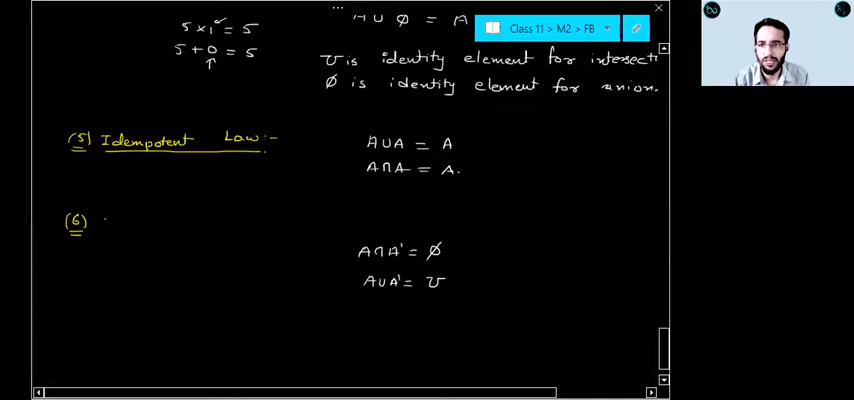 ...
A ∪ ∅ = A
Class 11 > M2 > FB
5 × 1 = 5
5 + 0 = 5
↑
U is identity element for intersecti
∅ is identity element for union.
(5) Idempotent Law:-
A∪A = A
A∩A = A.
(6)
A∩A' = ∅
A∪A' = U